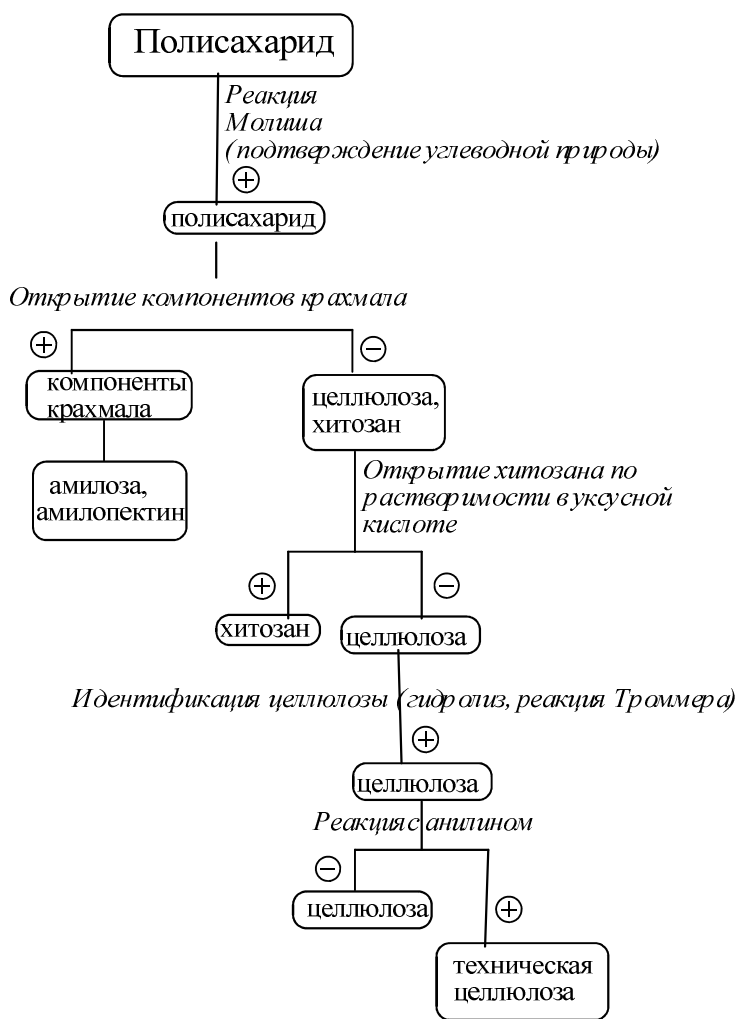 Полисахарид
Реакция
Молиша
(подтверждение углеводной природы)
+
полисахарид
Открытие компонентов крахмала
+
−
компоненты
крахмала
целлюлоза,
хитозан
амилоза,
амилопектин
Открытие хитозана по
растворимости в уксусной
кислоте
+
−
хитозан
целлюлоза
Идентификация целлюлозы (гидролиз, реакция Троммера)
+
целлюлоза
Реакция с анилином
−
целлюлоза
+
техническая
целлюлоза